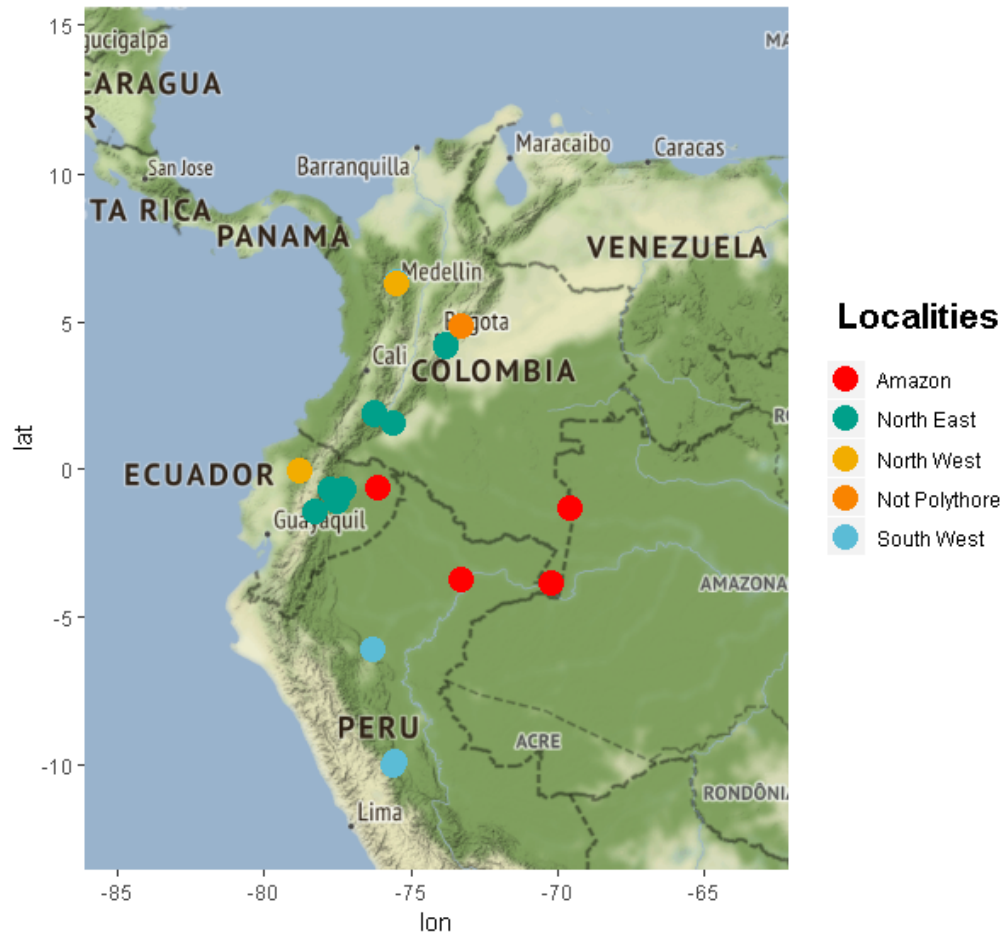 15
gucigalpa
MA
CARAGUA
R
Maracaibo
Caracas
Barranquilla
San Jose
10
TA RICA
PANAMA
VENEZUELA
Medellin
5
Bogota
Cali
COLOMBIA
R
lat
0
ECUADOR
Guayaquil
AMAZONA
-5
PERU
ACRE
-10
RONDÔNI
Lima
-85
-80
-75
-70
-65
lon
Localities
Amazon
North East
North West
Not Polythore
South West